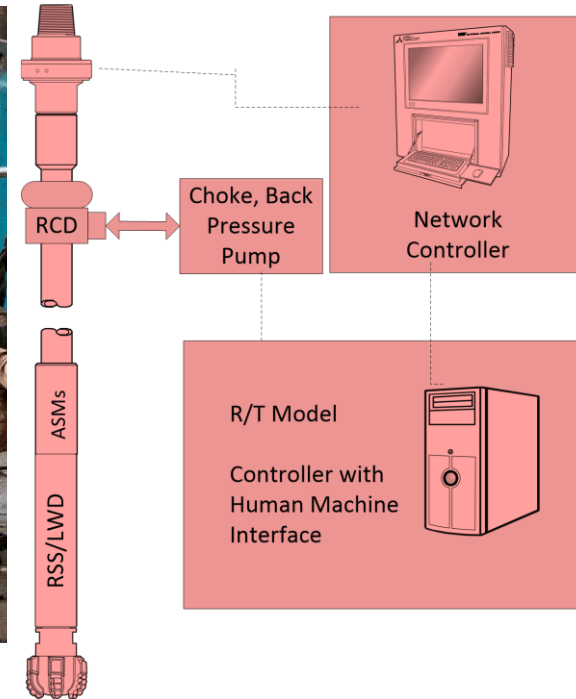 RCD
Choke, Back
Pressure
Pump
Network
Controller
ASMs
RSS/LWD
R/T Model
Controller with
Human Machine
Interface